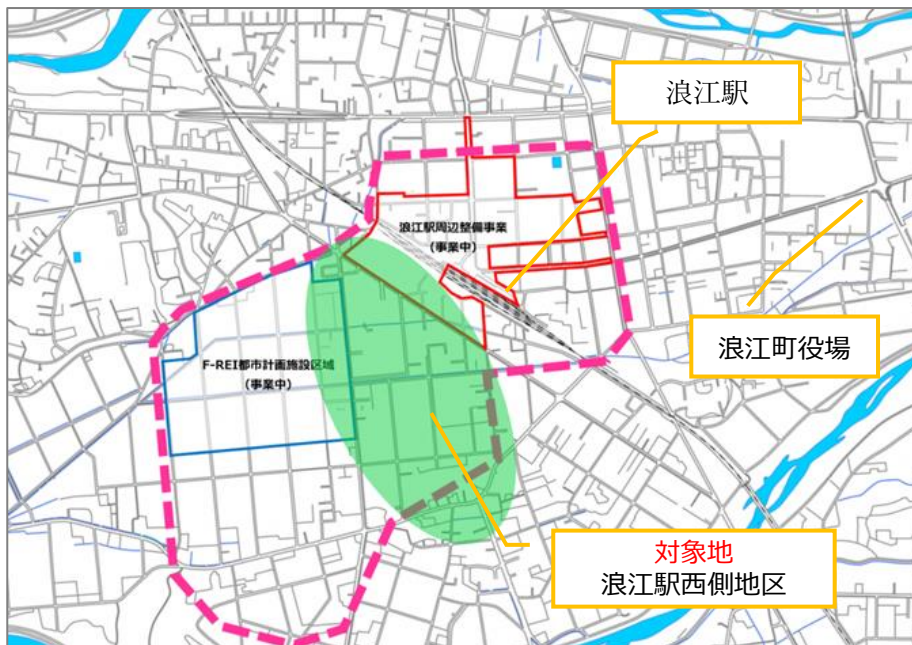 浪江駅
浪江駅周辺整備事業
(事業中)
浪江町役場
F-REI都市計画施設区域
(事業中)
対象地
浪江駅西側地区